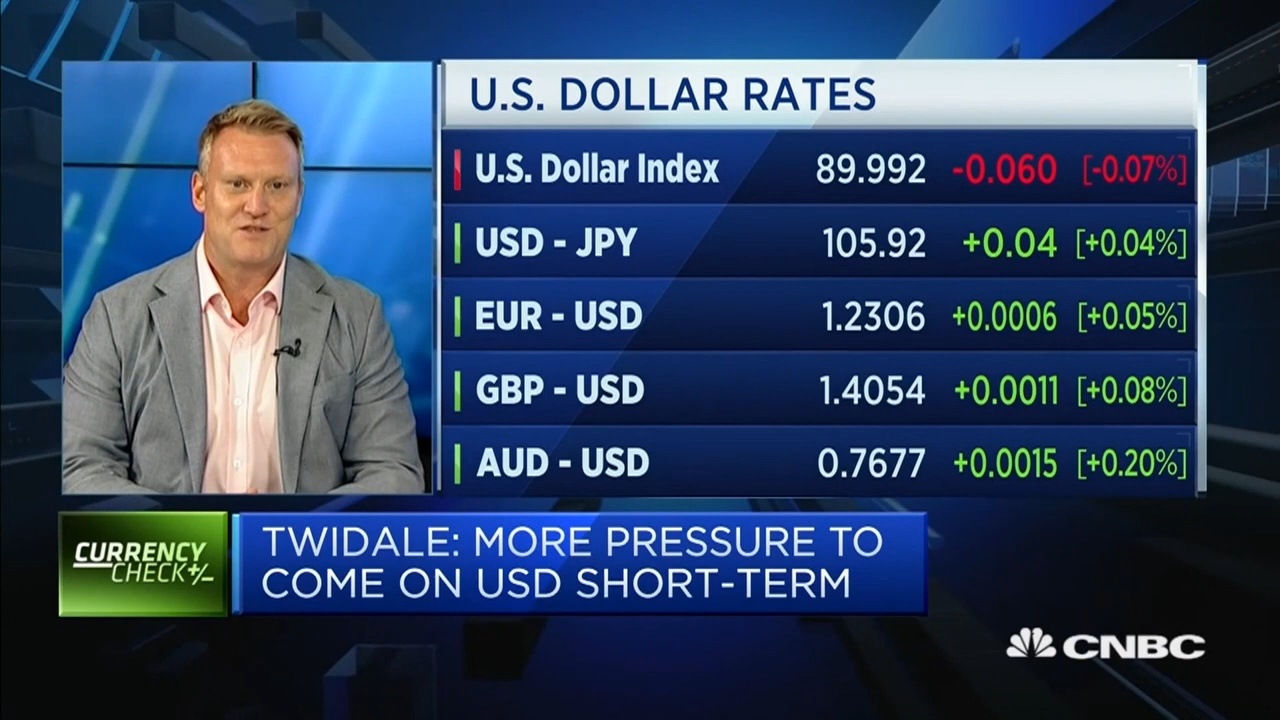 U.S. DOLLAR RATES
U.S. Dollar Index 89.992 -0.060 [-0.07%]
USD - JPY 105.92 +0.04 [+0.04%]
EUR - USD 1.2306 +0.0006 [+0.05%]
GBP - USD 1.4054 +0.0011 [+0.08%]
AUD - USD 0.7677 +0.0015 [+0.20%]
CURRENCY
CHECK +/-
TWIDALE: MORE PRESSURE TO
COME ON USD SHORT-TERM
CNBC